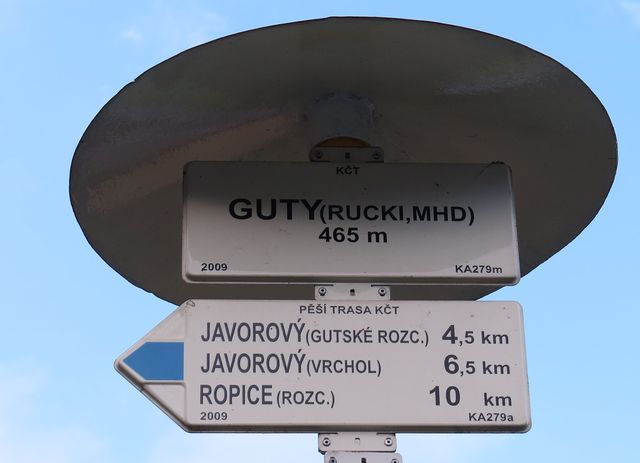 KČT
GUTY(RUCKI,MHD)
465 m
2009 KA279m
PĚŠÍ TRASA KČT
JAVOROVÝ(GUTSKÉ ROZC.) 4,5 km
JAVOROVÝ(VRCHOL) 6,5 km
ROPICE(ROZC.) 10 km
2009 KA279a